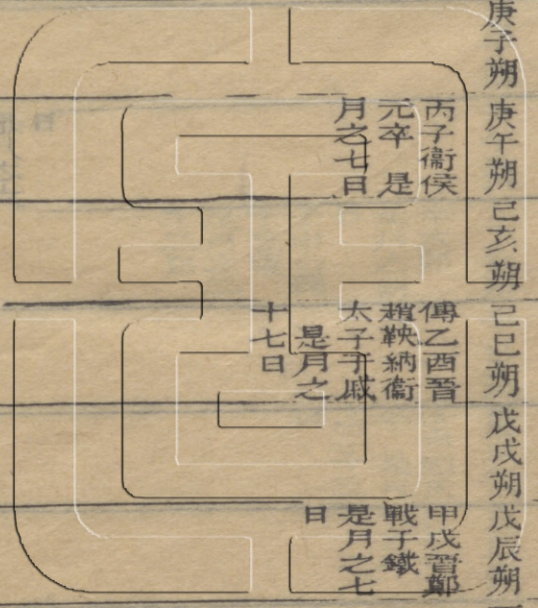 庚子朔
庚午朔
丙子衞侯
元卒 是
月之七日
己亥朔
己巳朔
傳乙酉晉
趙鞅納衞
太子于戚
是月之
十七日
戊戌朔
戊辰朔
甲戌晉鄭
戰于鐵
是月之七
日